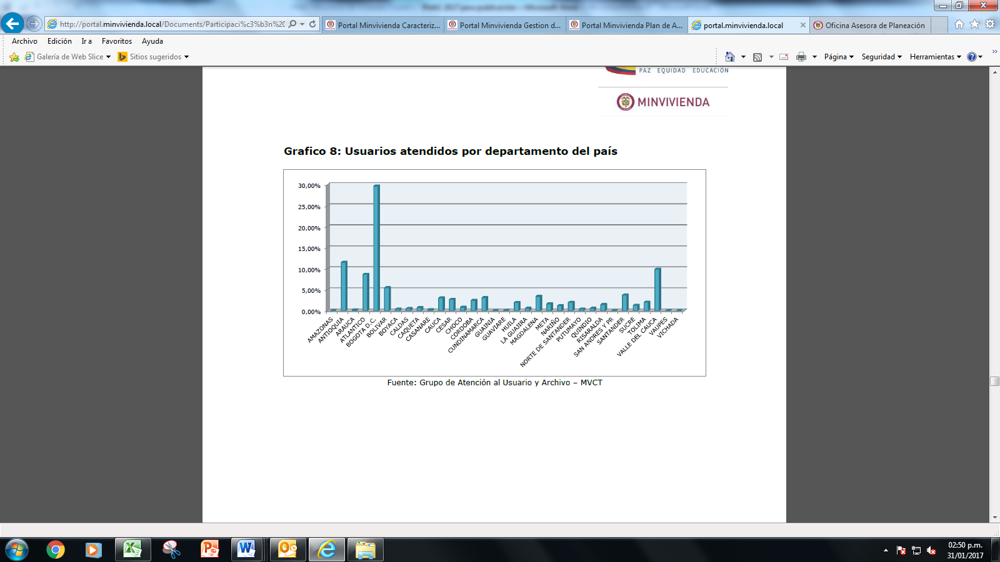 http://portal.minvivienda.local/Documents/Participaci%c3%b3n%20
Portal Minvivienda Caracteriz...
Portal Minvivienda Gestion d...
Portal Minvivienda Plan de A...
portal.minvivienda.local
Oficina Asesora de Planeación
Archivo Edición Ir a Favoritos Ayuda
Galería de Web Slice Sitios sugeridos Página Seguridad Herramientas
PAZ EQUIDAD EDUCACIÓN
MINVIVIENDA
Grafico 8: Usuarios atendidos por departamento del país
30,00%
25,00%
20,00%
15,00%
10,00%
5,00%
0,00%
AMAZONAS
ANTIOQUIA
ARAUCA
ATLANTICO
BOGOTA D.C.
BOLIVAR
BOYACA
CALDAS
CAQUETA
CASANARE
CAUCA
CESAR
CHOCO
CORDOBA
CUNDINAMARCA
GUAINIA
GUAVIARE
HUILA
LA GUAJIRA
MAGDALENA
META
NARIÑO
NORTE DE SANTANDER
PUTUMAYO
QUINDIO
RISARALDA
SAN ANDRES Y PR
SANTANDER
SUCRE
TOLIMA
VALLE DEL CAUCA
VAUPES
VICHADA
Fuente: Grupo de Atención al Usuario y Archivo – MVCT
02:50 p.m.
31/01/2017